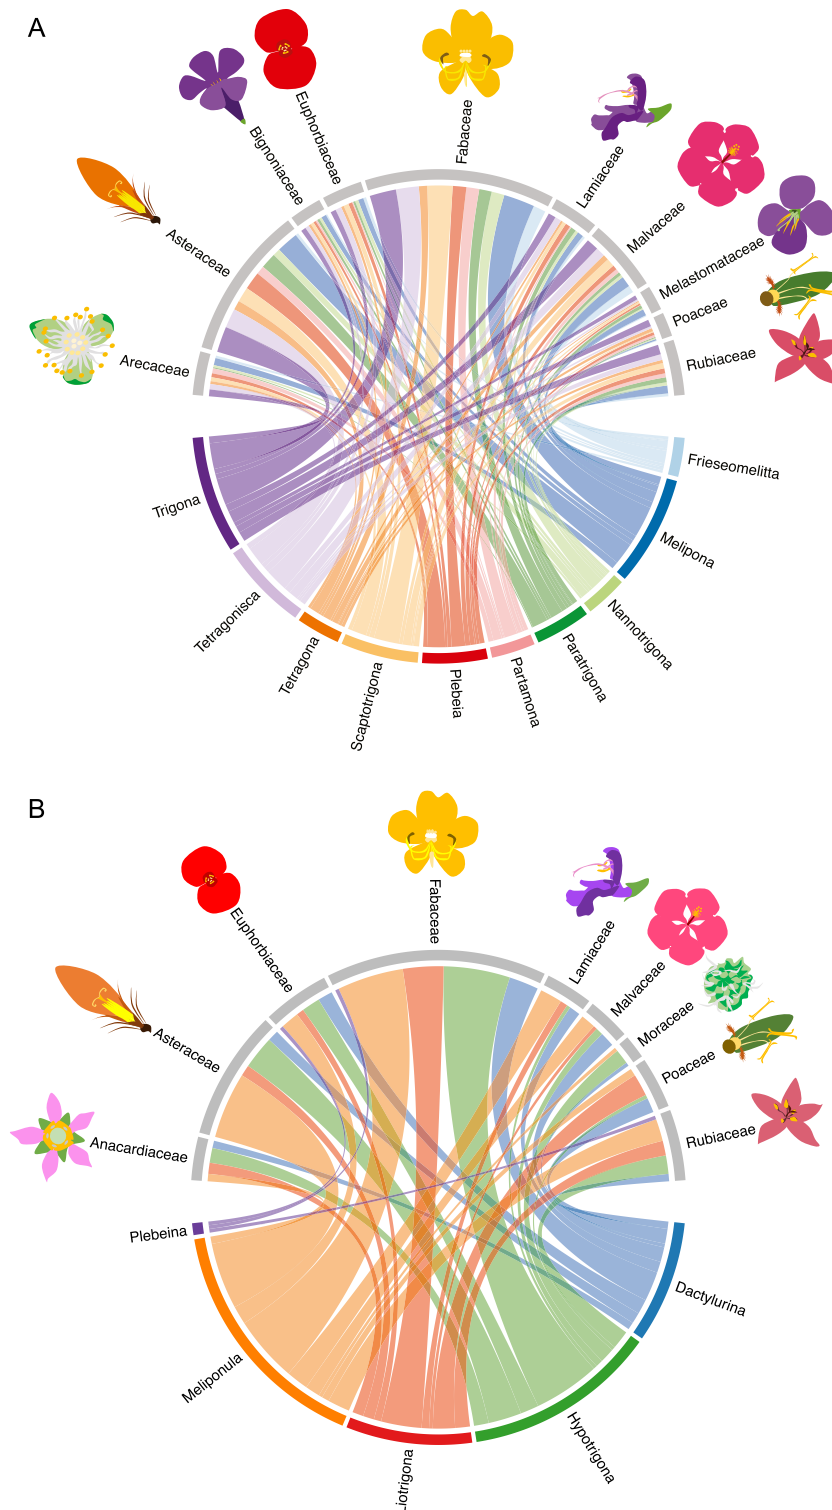 A
Euphorbiaceae
Bignoniaceae
Fabaceae
Lamiaceae
Malvaceae
Asteraceae
Melastomataceae
Poaceae
Arecaceae
Rubiaceae
Frieseomelitta
Trigona
Melipona
Tetragonisca
Nannotrigona
Tetragona
Paratrigona
Scaptotrigona
Plebeia
Partamona
B
Fabaceae
Euphorbiaceae
Lamiaceae
Malvaceae
Moraceae
Asteraceae
Poaceae
Anacardiaceae
Rubiaceae
Plebeina
Dactylurina
Meliponula
Hypotrigona
iotrigona